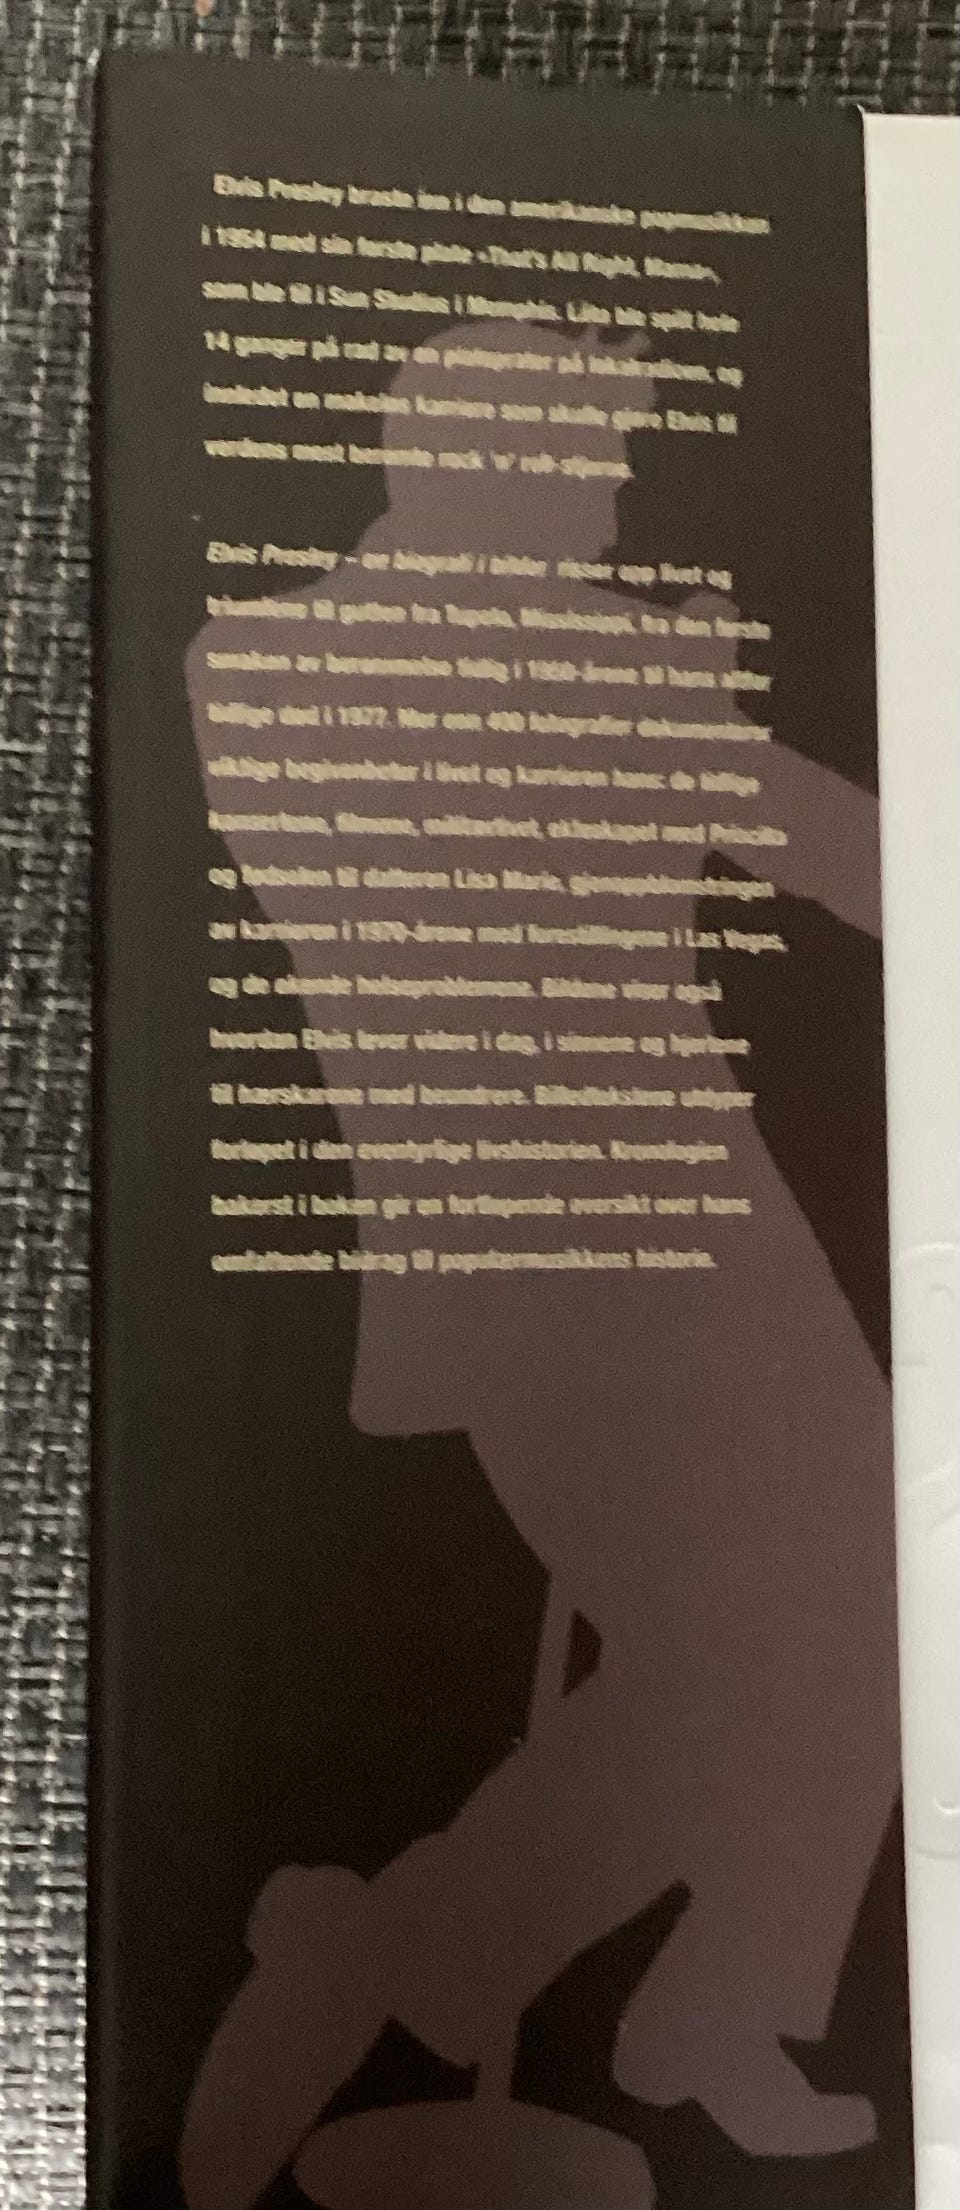 Elvis Presley braste inn i den amerikanske popmusikken
i 1954 med sin første plate «That's All Right, Mama»,
som ble til i Sun Studios i Memphis. Låta ble spilt hele
14 ganger på rad av en plateprater på lokalradioen, og
innledet en makeløs karriere som skulle gjøre Elvis til
verdens mest berømte rock 'n' roll-stjerne.
Elvis Presley – en biografi i bilder risser opp livet og
triumfene til gutten fra Tupelo, Mississippi, fra den første
smaken av berømmelse tidlig i 1950-årene til hans altfor
tidlige død i 1977. Mer enn 400 fotografier dokumenterer
viktige begivenheter i livet og karrieren hans: de tidlige
konsertene, filmene, militærlivet, ekteskapet med Priscilla
og fødselen til datteren Lisa Marie, gjenoppblomstringen
av karrieren i 1970-årene med forestillingene i Las Vegas,
og de økende helseproblemene. Bildene viser også
hvordan Elvis lever videre i dag, i sinnene og hjertene
til hærskarene med beundrere. Billedtekstene utdyper
forløpet i den eventyrlige livshistorien. Kronologien
bakerst i boken gir en fortløpende oversikt over hans
omfattende bidrag til populærmusikkens historie.